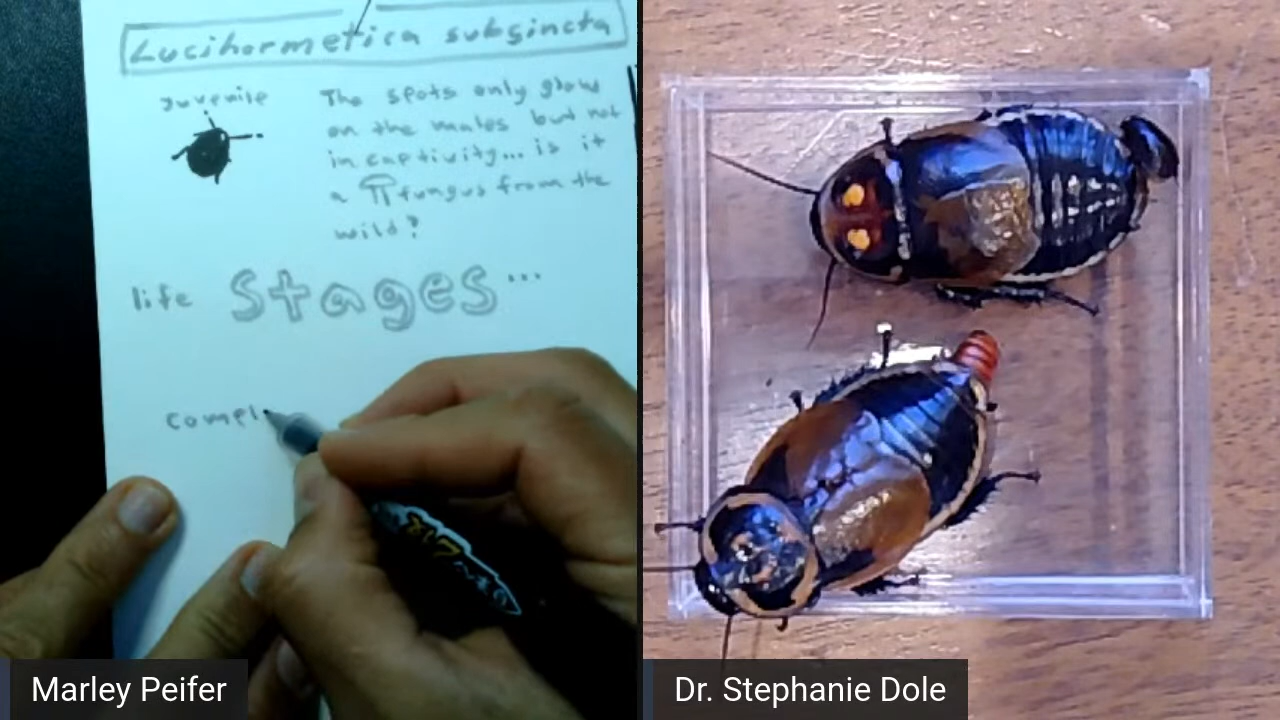 Lucihormetica subsincta
Juvenile
The spots only glow
on the males but not
in captivity... is it
a fungus from the
wild?
life Stages...
compl
Marley Peifer
Dr. Stephanie Dole